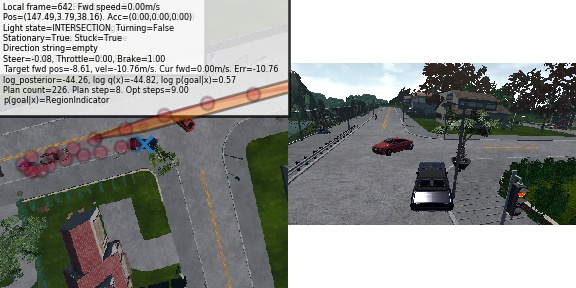 Local frame=642. Fwd speed=0.00m/s
Pos=(147.49,3.79,38.16). Acc=(0.00,0.00,0.00)
Light state=INTERSECTION. Turning=False
Stationary=True. Stuck=True
Direction string=empty
Steer=-0.08, Throttle=0.00, Brake=1.00
Target fwd pos=-8.61, vel=-10.76m/s. Cur fwd=0.00m/s. Err=-10.76
log_posterior=-44.26, log q(x)=-44.82, log p(goal|x)=0.57
Plan count=226. Plan step=8. Opt steps=9.00
p(goal|x)=RegionIndicator